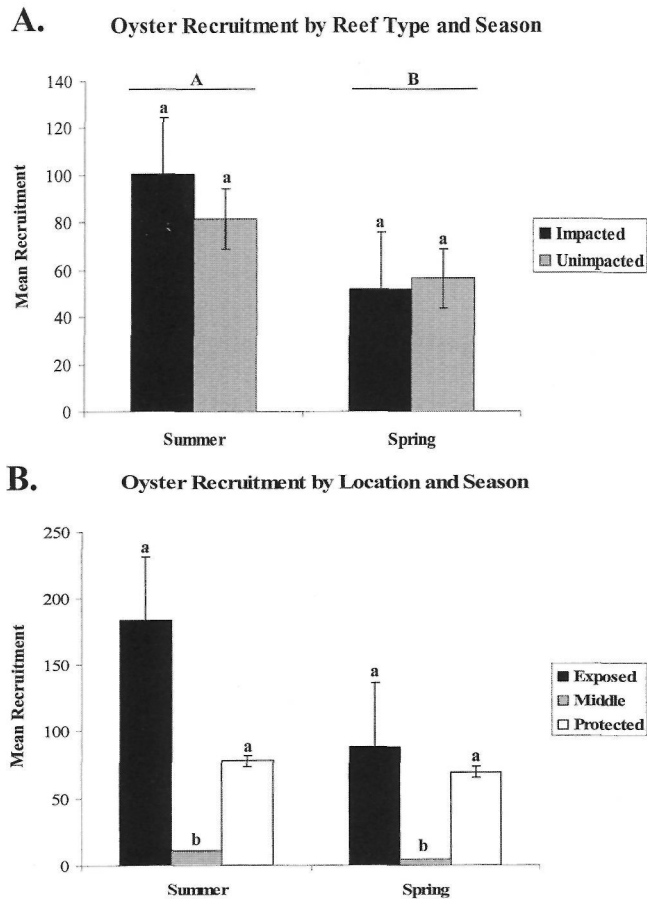 A. Oyster Recruitment by Reef Type and Season
140
120
100
80
60
40
20
0
Mean Recruitment
A
B
a
a
a
a
Summer
Spring
Impacted
Unimpacted
B. Oyster Recruitment by Location and Season
250
200
150
100
50
0
Mean Recruitment
a
b
a
a
b
a
Summer
Spring
Exposed
Middle
Protected